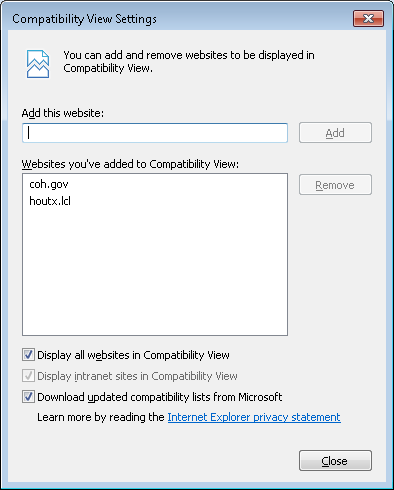 Compatibility View Settings
You can add and remove websites to be displayed in
Compatibility View.
Add this website:
Add
Websites you've added to Compatibility View:
coh.gov
houtx.lcl
Remove
Display all websites in Compatibility View
Display intranet sites in Compatibility View
Download updated compatibility lists from Microsoft
Learn more by reading the Internet Explorer privacy statement
Close